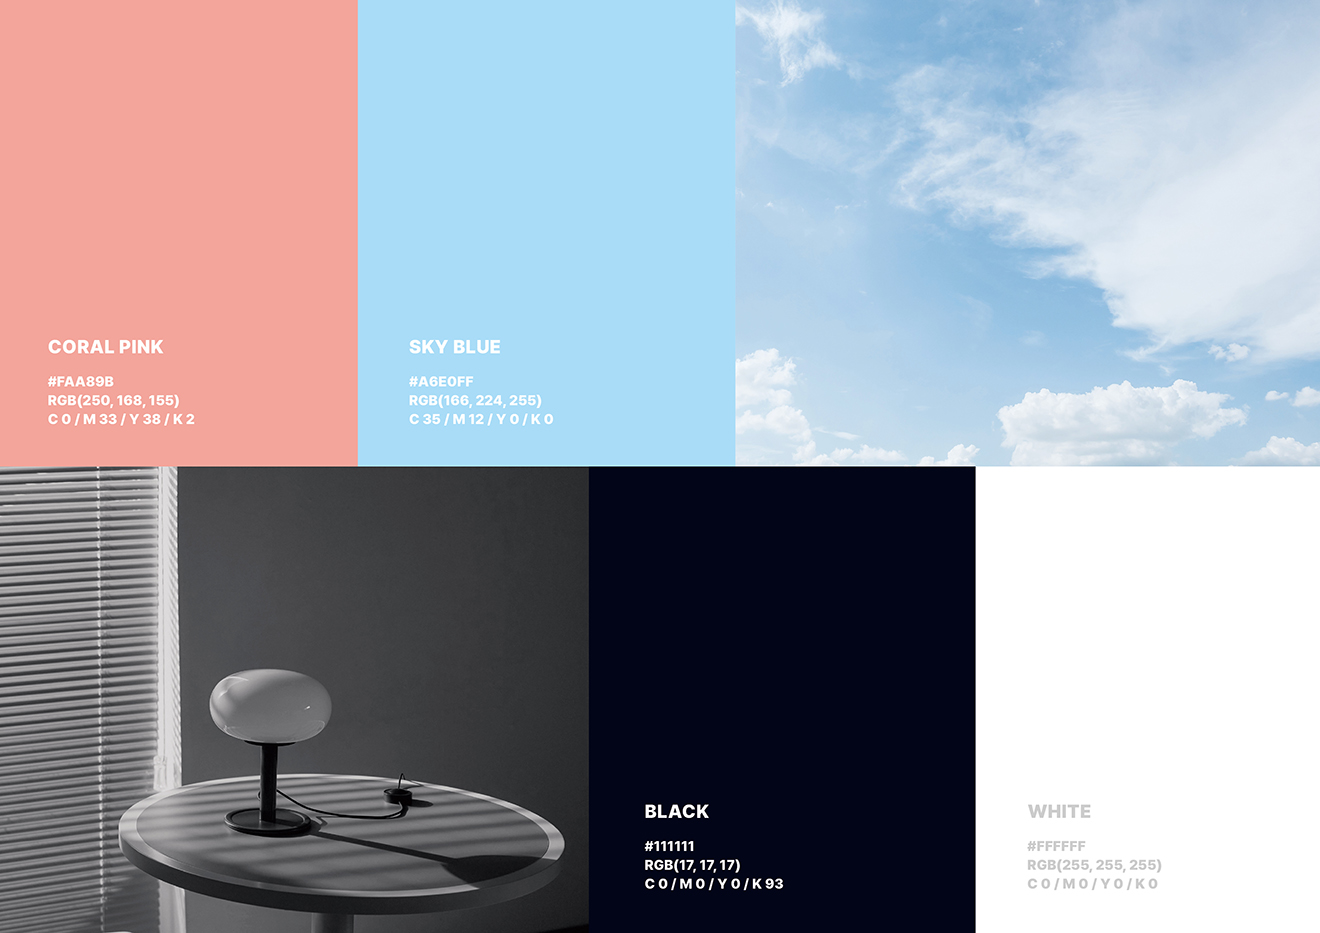 CORAL PINK
#FAA89B
RGB(250, 168, 155)
C 0 / M 33 / Y 38 / K 2
SKY BLUE
#A6E0FF
RGB(166, 224, 255)
C 35 / M 12 / Y 0 / K 0
BLACK
#111111
RGB(17, 17, 17)
C 0 / M 0 / Y 0 / K 93
WHITE
#FFFFFF
RGB(255, 255, 255)
C 0 / M 0 / Y 0 / K 0